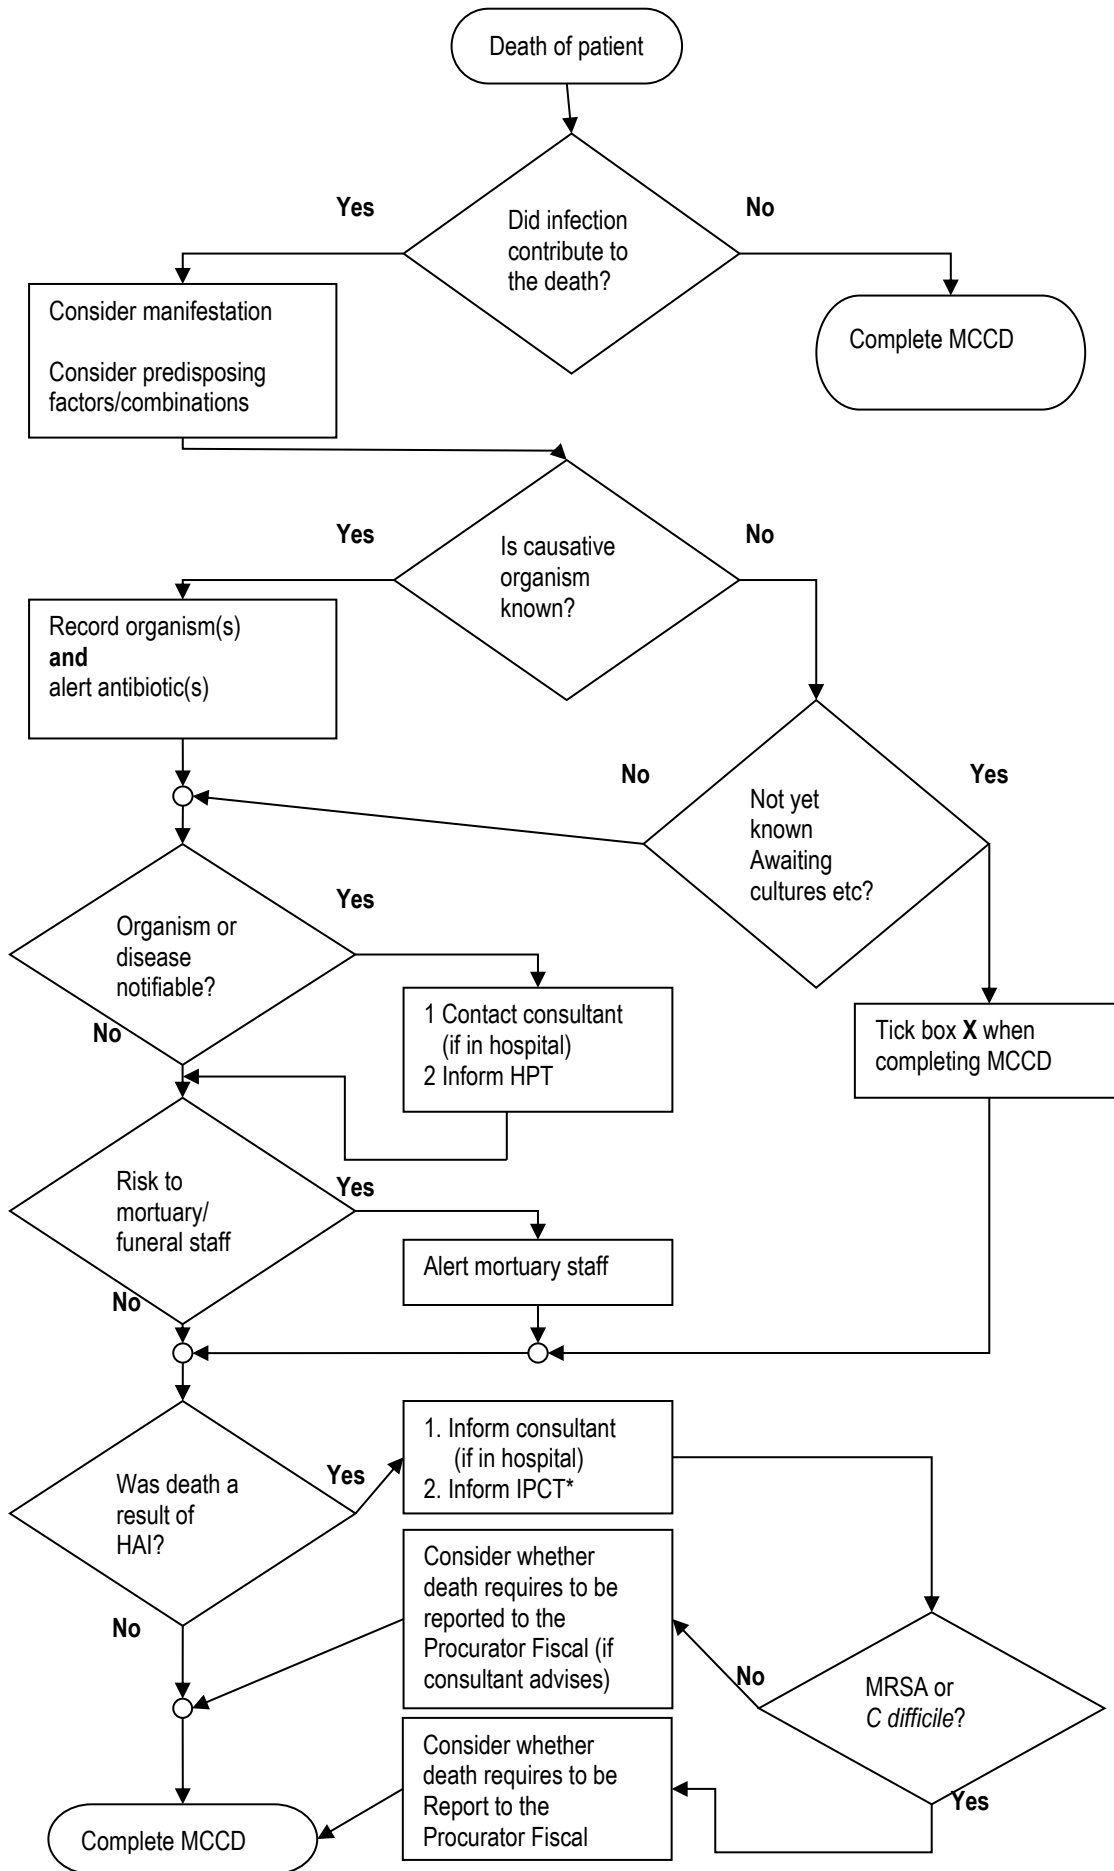 Death of patient
Yes
No
Did infection
contribute to
the death?
Consider manifestation
Consider predisposing
factors/combinations
Complete MCCD
Yes
No
Is causative
organism
known?
Record organism(s)
and
alert antibiotic(s)
No
Yes
Not yet
known
Awaiting
cultures etc?
Yes
Organism or
disease
notifiable?
No
1 Contact consultant
(if in hospital)
2 Inform HPT
Tick box X when
completing MCCD
Yes
Risk to
mortuary/
funeral staff
No
Alert mortuary staff
Was death a
result of
HAI?
Yes
No
1. Inform consultant
(if in hospital)
2. Inform IPCT*
Consider whether
death requires to be
reported to the
Procurator Fiscal (if
consultant advises)
No
MRSA or
C difficile?
Yes
Consider whether
death requires to be
Report to the
Procurator Fiscal
Complete MCCD